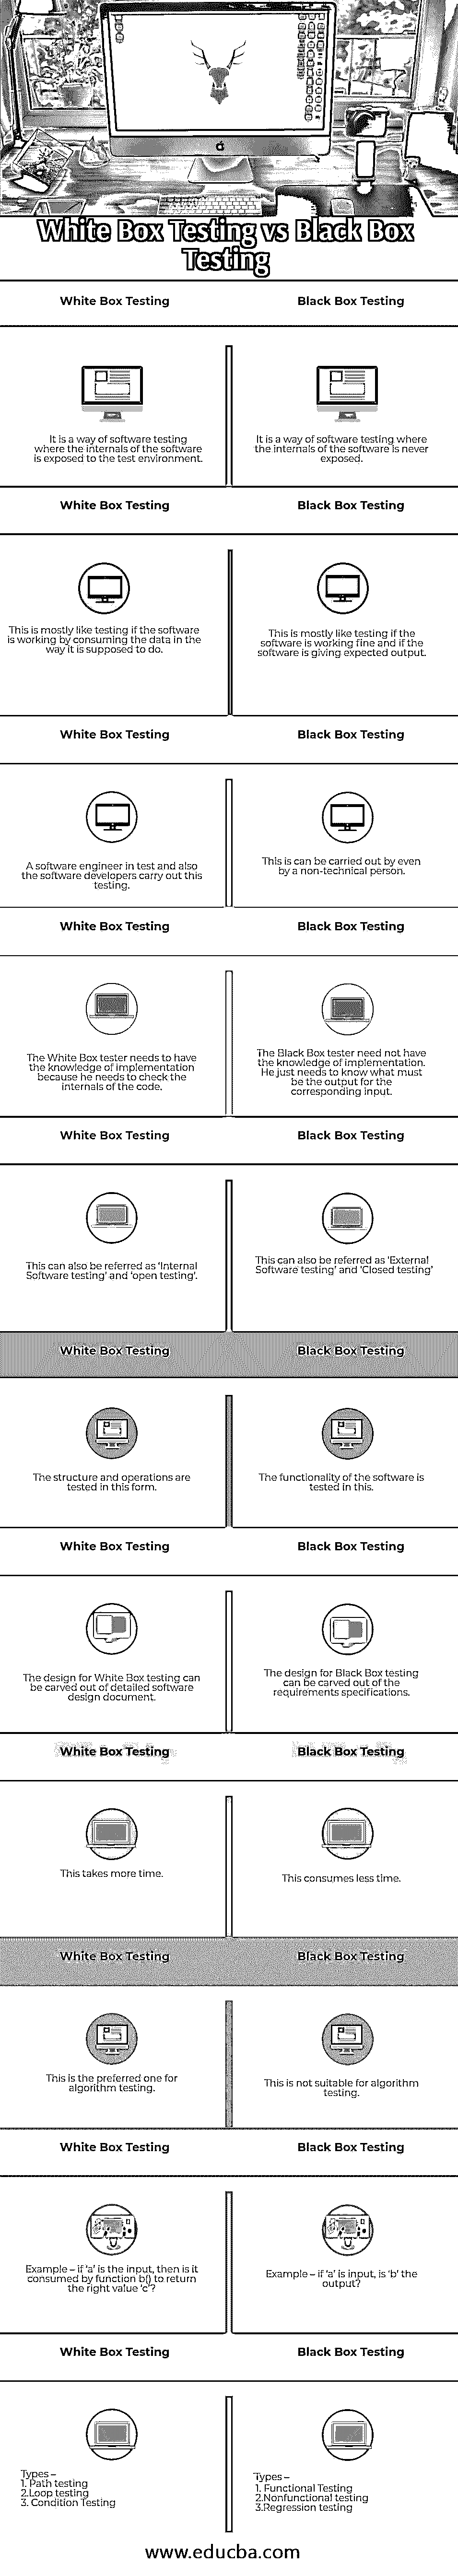 White Box Testing vs Black Box
Testing
White Box Testing
Black Box Testing
It is a way of software testing
where the internals of the software
is exposed to the test environment.
It is a way of software testing where
the internals of the software is never
exposed.
White Box Testing
Black Box Testing
This is mostly like testing if the software
is working by consuming the data in the
way it is supposed to do.
This is mostly like testing if the
software is working fine and if the
software is giving expected output.
White Box Testing
Black Box Testing
A software engineer in test and also
the software developers carry out this
testing.
This is can be carried out by even
by a non-technical person.
White Box Testing
Black Box Testing
The White Box tester needs to have
the knowledge of implementation
because he needs to check the
internals of the code.
The Black Box tester need not have
the knowledge of implementation.
He just needs to know what must
be the output for the
corresponding input.
White Box Testing
Black Box Testing
This can also be referred as 'Internal
Software testing' and 'open testing'.
This can also be referred as 'External
Software testing' and 'Closed testing'
White Box Testing
Black Box Testing
The structure and operations are
tested in this form.
The functionality of the software is
tested in this.
White Box Testing
Black Box Testing
The design for White Box testing can
be carved out of detailed software
design document.
The design for Black Box testing
can be carved out of the
requirements specifications.
White Box Testing
Black Box Testing
This takes more time.
This consumes less time.
White Box Testing
Black Box Testing
This is the preferred one for
algorithm testing.
This is not suitable for algorithm
testing.
White Box Testing
Black Box Testing
Example – if 'a' is the input, then is it
consumed by function b() to return
the right value 'c'?
Example – if 'a' is input, is 'b' the
output?
White Box Testing
Black Box Testing
Types –
1. Path testing
2.Loop testing
3. Condition Testing
Types –
1. Functional Testing
2.Nonfunctional testing
3.Regression testing
www.educba.com